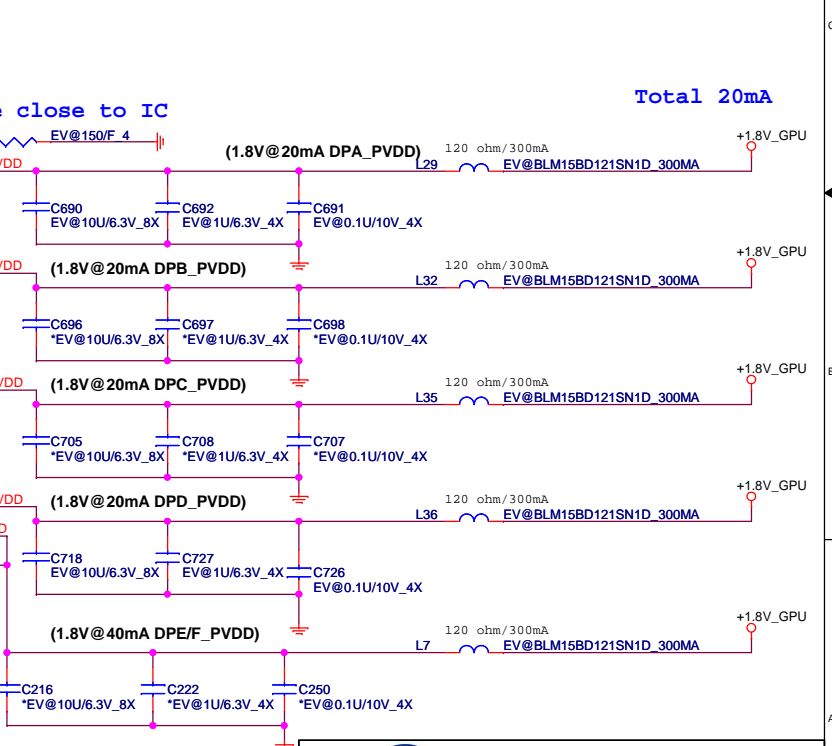 Total 20mA
close to IC
EV@150/F_4
+1.8V_GPU
(1.8V@20mA DPA_PVDD)
120 ohm/300mA
L29
EV@BLM15BD121SN1D_300MA
C690
EV@10U/6.3V_8X
C692
EV@1U/6.3V_4X
C691
EV@0.1U/10V_4X
+1.8V_GPU
(1.8V@20mA DPB_PVDD)
120 ohm/300mA
L32
EV@BLM15BD121SN1D_300MA
C696
*EV@10U/6.3V_8X
C697
*EV@1U/6.3V_4X
C698
*EV@0.1U/10V_4X
+1.8V_GPU
(1.8V@20mA DPC_PVDD)
120 ohm/300mA
L35
EV@BLM15BD121SN1D_300MA
C705
*EV@10U/6.3V_8X
C708
*EV@1U/6.3V_4X
C707
*EV@0.1U/10V_4X
+1.8V_GPU
(1.8V@20mA DPD_PVDD)
120 ohm/300mA
L36
EV@BLM15BD121SN1D_300MA
C718
EV@10U/6.3V_8X
C727
EV@1U/6.3V_4X
C726
EV@0.1U/10V_4X
+1.8V_GPU
(1.8V@40mA DPE/F_PVDD)
120 ohm/300mA
L7
EV@BLM15BD121SN1D_300MA
C216
*EV@10U/6.3V_8X
C222
*EV@1U/6.3V_4X
C250
*EV@0.1U/10V_4X